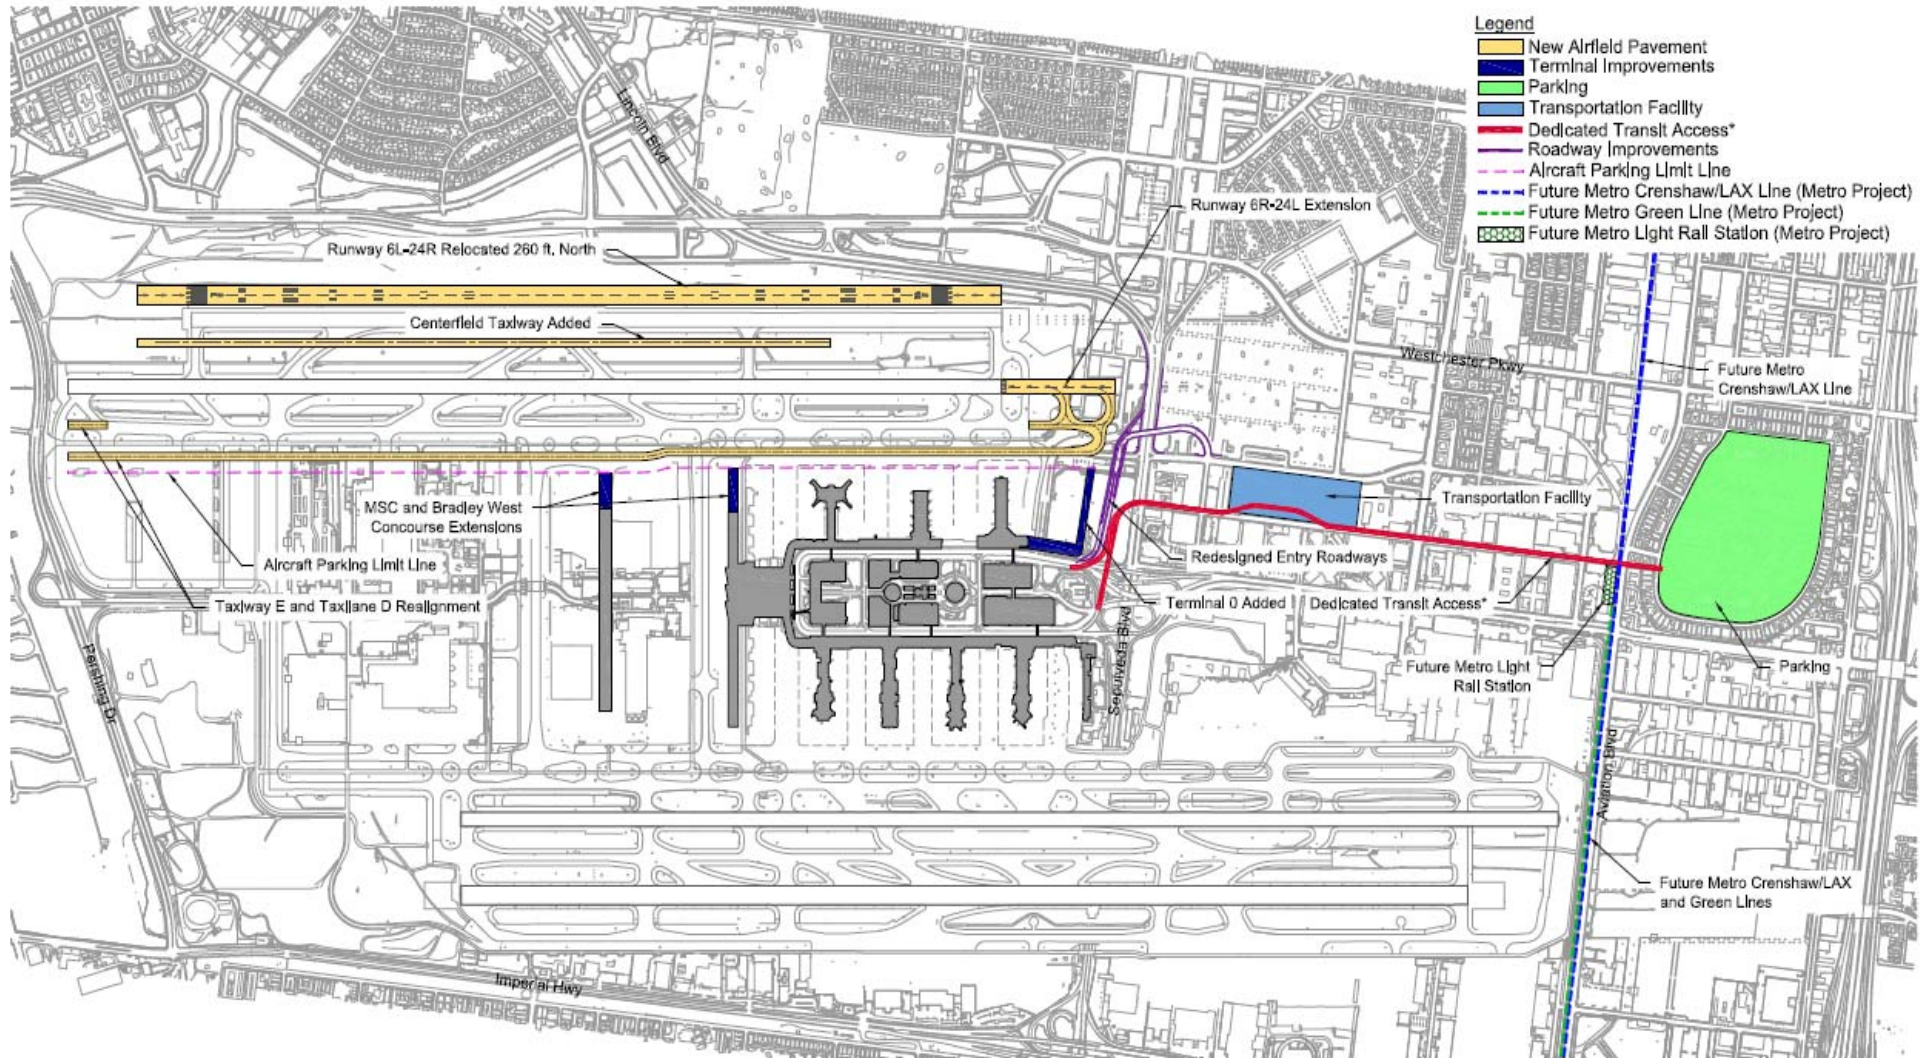 Legend
New Airfield Pavement
Terminal Improvements
Parking
Transportation Facility
Dedicated Transit Access*
Roadway Improvements
Aircraft Parking Limit Line
Future Metro Crenshaw/LAX Line (Metro Project)
Future Metro Green Line (Metro Project)
Future Metro Light Rail Station (Metro Project)
Lincoln Blvd
Runway 6R-24L Extension
Runway 6L-24R Relocated 260 ft. North
Centerfield Taxiway Added
Westchester Pkwy
Future Metro
Crenshaw/LAX Line
MSC and Bradley West
Concourse Extensions
Transportation Facility
Aircraft Parking Limit Line
Redesigned Entry Roadways
Taxiway E and Taxilane D Realignment
Terminal 0 Added
Dedicated Transit Access*
Sepulveda Blvd
Future Metro Light
Rail Station
Parking
Pershing Dr
Aviation Blvd
Future Metro Crenshaw/LAX
and Green Lines
Imperial Hwy